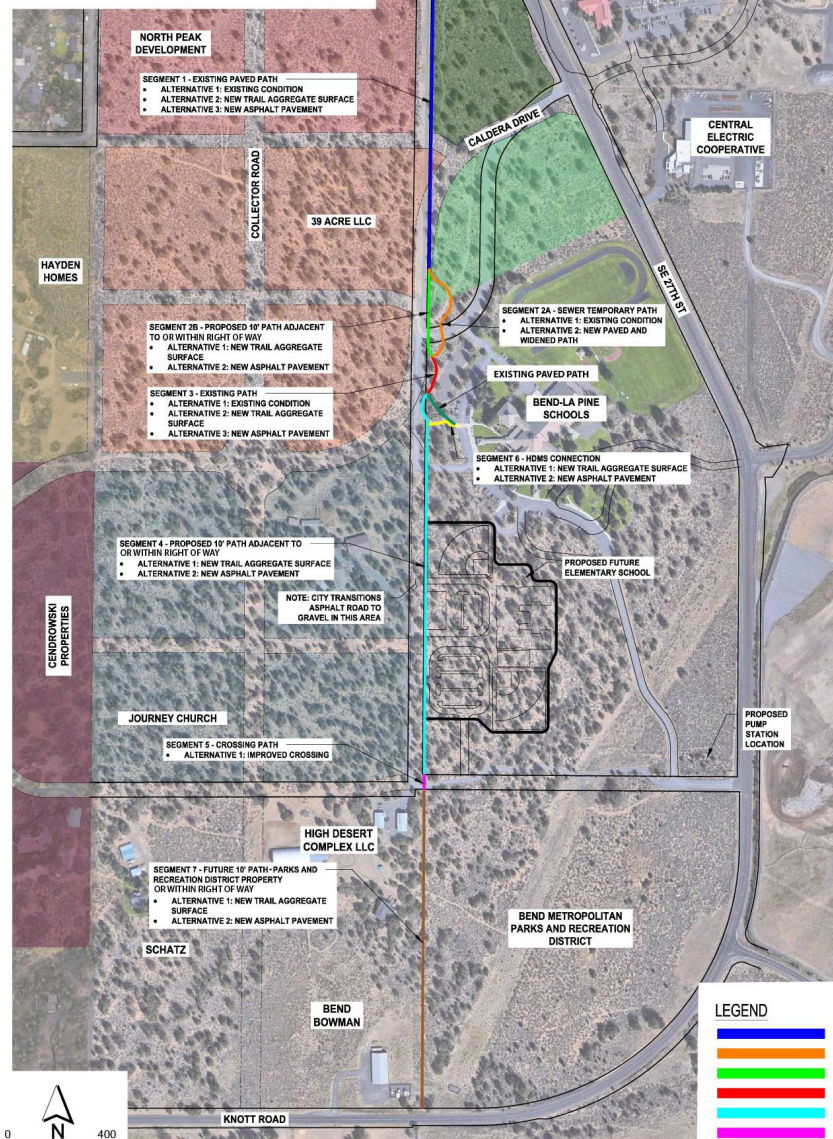 NORTH PEAK
DEVELOPMENT
SEGMENT 1 - EXISTING PAVED PATH
• ALTERNATIVE 1: EXISTING CONDITION
• ALTERNATIVE 2: NEW TRAIL AGGREGATE SURFACE
• ALTERNATIVE 3: NEW ASPHALT PAVEMENT
CALDERA DRIVE
CENTRAL
ELECTRIC
COOPERATIVE
COLLECTOR ROAD
39 ACRE LLC
HAYDEN
HOMES
SE 27TH ST
SEGMENT 2B - PROPOSED 10' PATH ADJACENT
TO OR WITHIN RIGHT OF WAY
• ALTERNATIVE 1: NEW TRAIL AGGREGATE
SURFACE
• ALTERNATIVE 2: NEW ASPHALT PAVEMENT
SEGMENT 2A - SEWER TEMPORARY PATH
• ALTERNATIVE 1: EXISTING CONDITION
• ALTERNATIVE 2: NEW PAVED AND
WIDENED PATH
EXISTING PAVED PATH
SEGMENT 3 - EXISTING PATH
• ALTERNATIVE 1: EXISTING CONDITION
• ALTERNATIVE 2: NEW TRAIL AGGREGATE
SURFACE
• ALTERNATIVE 3: NEW ASPHALT PAVEMENT
BEND-LA PINE
SCHOOLS
SEGMENT 6 - HDMS CONNECTION
• ALTERNATIVE 1: NEW TRAIL AGGREGATE SURFACE
• ALTERNATIVE 2: NEW ASPHALT PAVEMENT
SEGMENT 4 - PROPOSED 10' PATH ADJACENT TO
OR WITHIN RIGHT OF WAY
• ALTERNATIVE 1: NEW TRAIL AGGREGATE SURFACE
• ALTERNATIVE 2: NEW ASPHALT PAVEMENT
PROPOSED FUTURE
ELEMENTARY SCHOOL
NOTE: CITY TRANSITIONS
ASPHALT ROAD TO
GRAVEL IN THIS AREA
CENDROWSKI
PROPERTIES
JOURNEY CHURCH
PROPOSED
PUMP
STATION
LOCATION
SEGMENT 5 - CROSSING PATH
• ALTERNATIVE 1: IMPROVED CROSSING
HIGH DESERT
COMPLEX LLC
SEGMENT 7 - FUTURE 10' PATH-PARKS AND
RECREATION DISTRICT PROPERTY
OR WITHIN RIGHT OF WAY
• ALTERNATIVE 1: NEW TRAIL AGGREGATE
SURFACE
• ALTERNATIVE 2: NEW ASPHALT PAVEMENT
BEND METROPOLITAN
PARKS AND RECREATION
DISTRICT
SCHATZ
BEND
BOWMAN
LEGEND
KNOTT ROAD
N
0 400